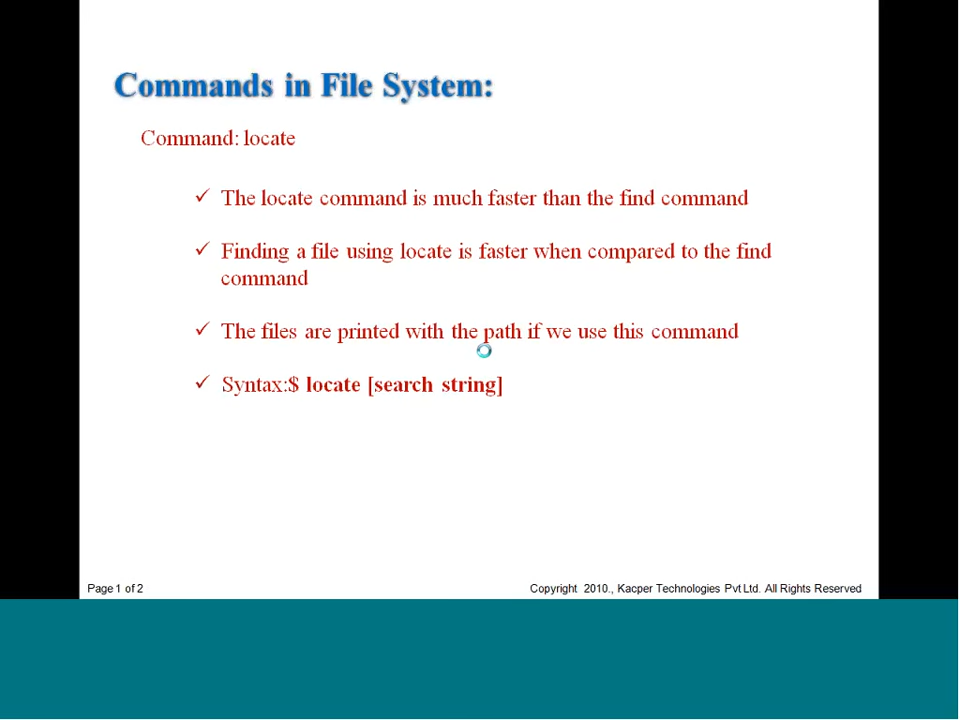 Commands in File System:
Command: locate
✓ The locate command is much faster than the find command
✓ Finding a file using locate is faster when compared to the find
command
✓ The files are printed with the path if we use this command
✓ Syntax:$ locate [search string]
Page 1 of 2
Copyright 2010., Kacper Technologies Pvt Ltd. All Rights Reserved